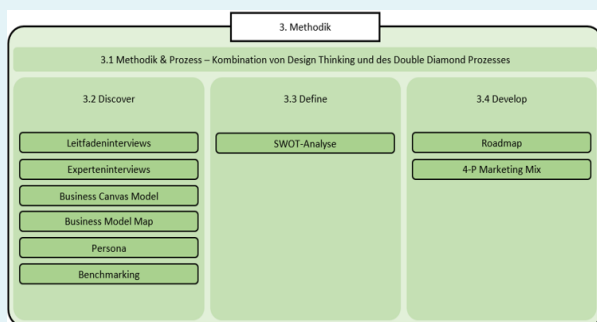 3. Methodik
3.1 Methodik & Prozess – Kombination von Design Thinking und des Double Diamond Prozesses
3.2 Discover
Leitfadeninterviews
Experteninterviews
Business Canvas Model
Business Model Map
Persona
Benchmarking
3.3 Define
SWOT-Analyse
3.4 Develop
Roadmap
4-P Marketing Mix